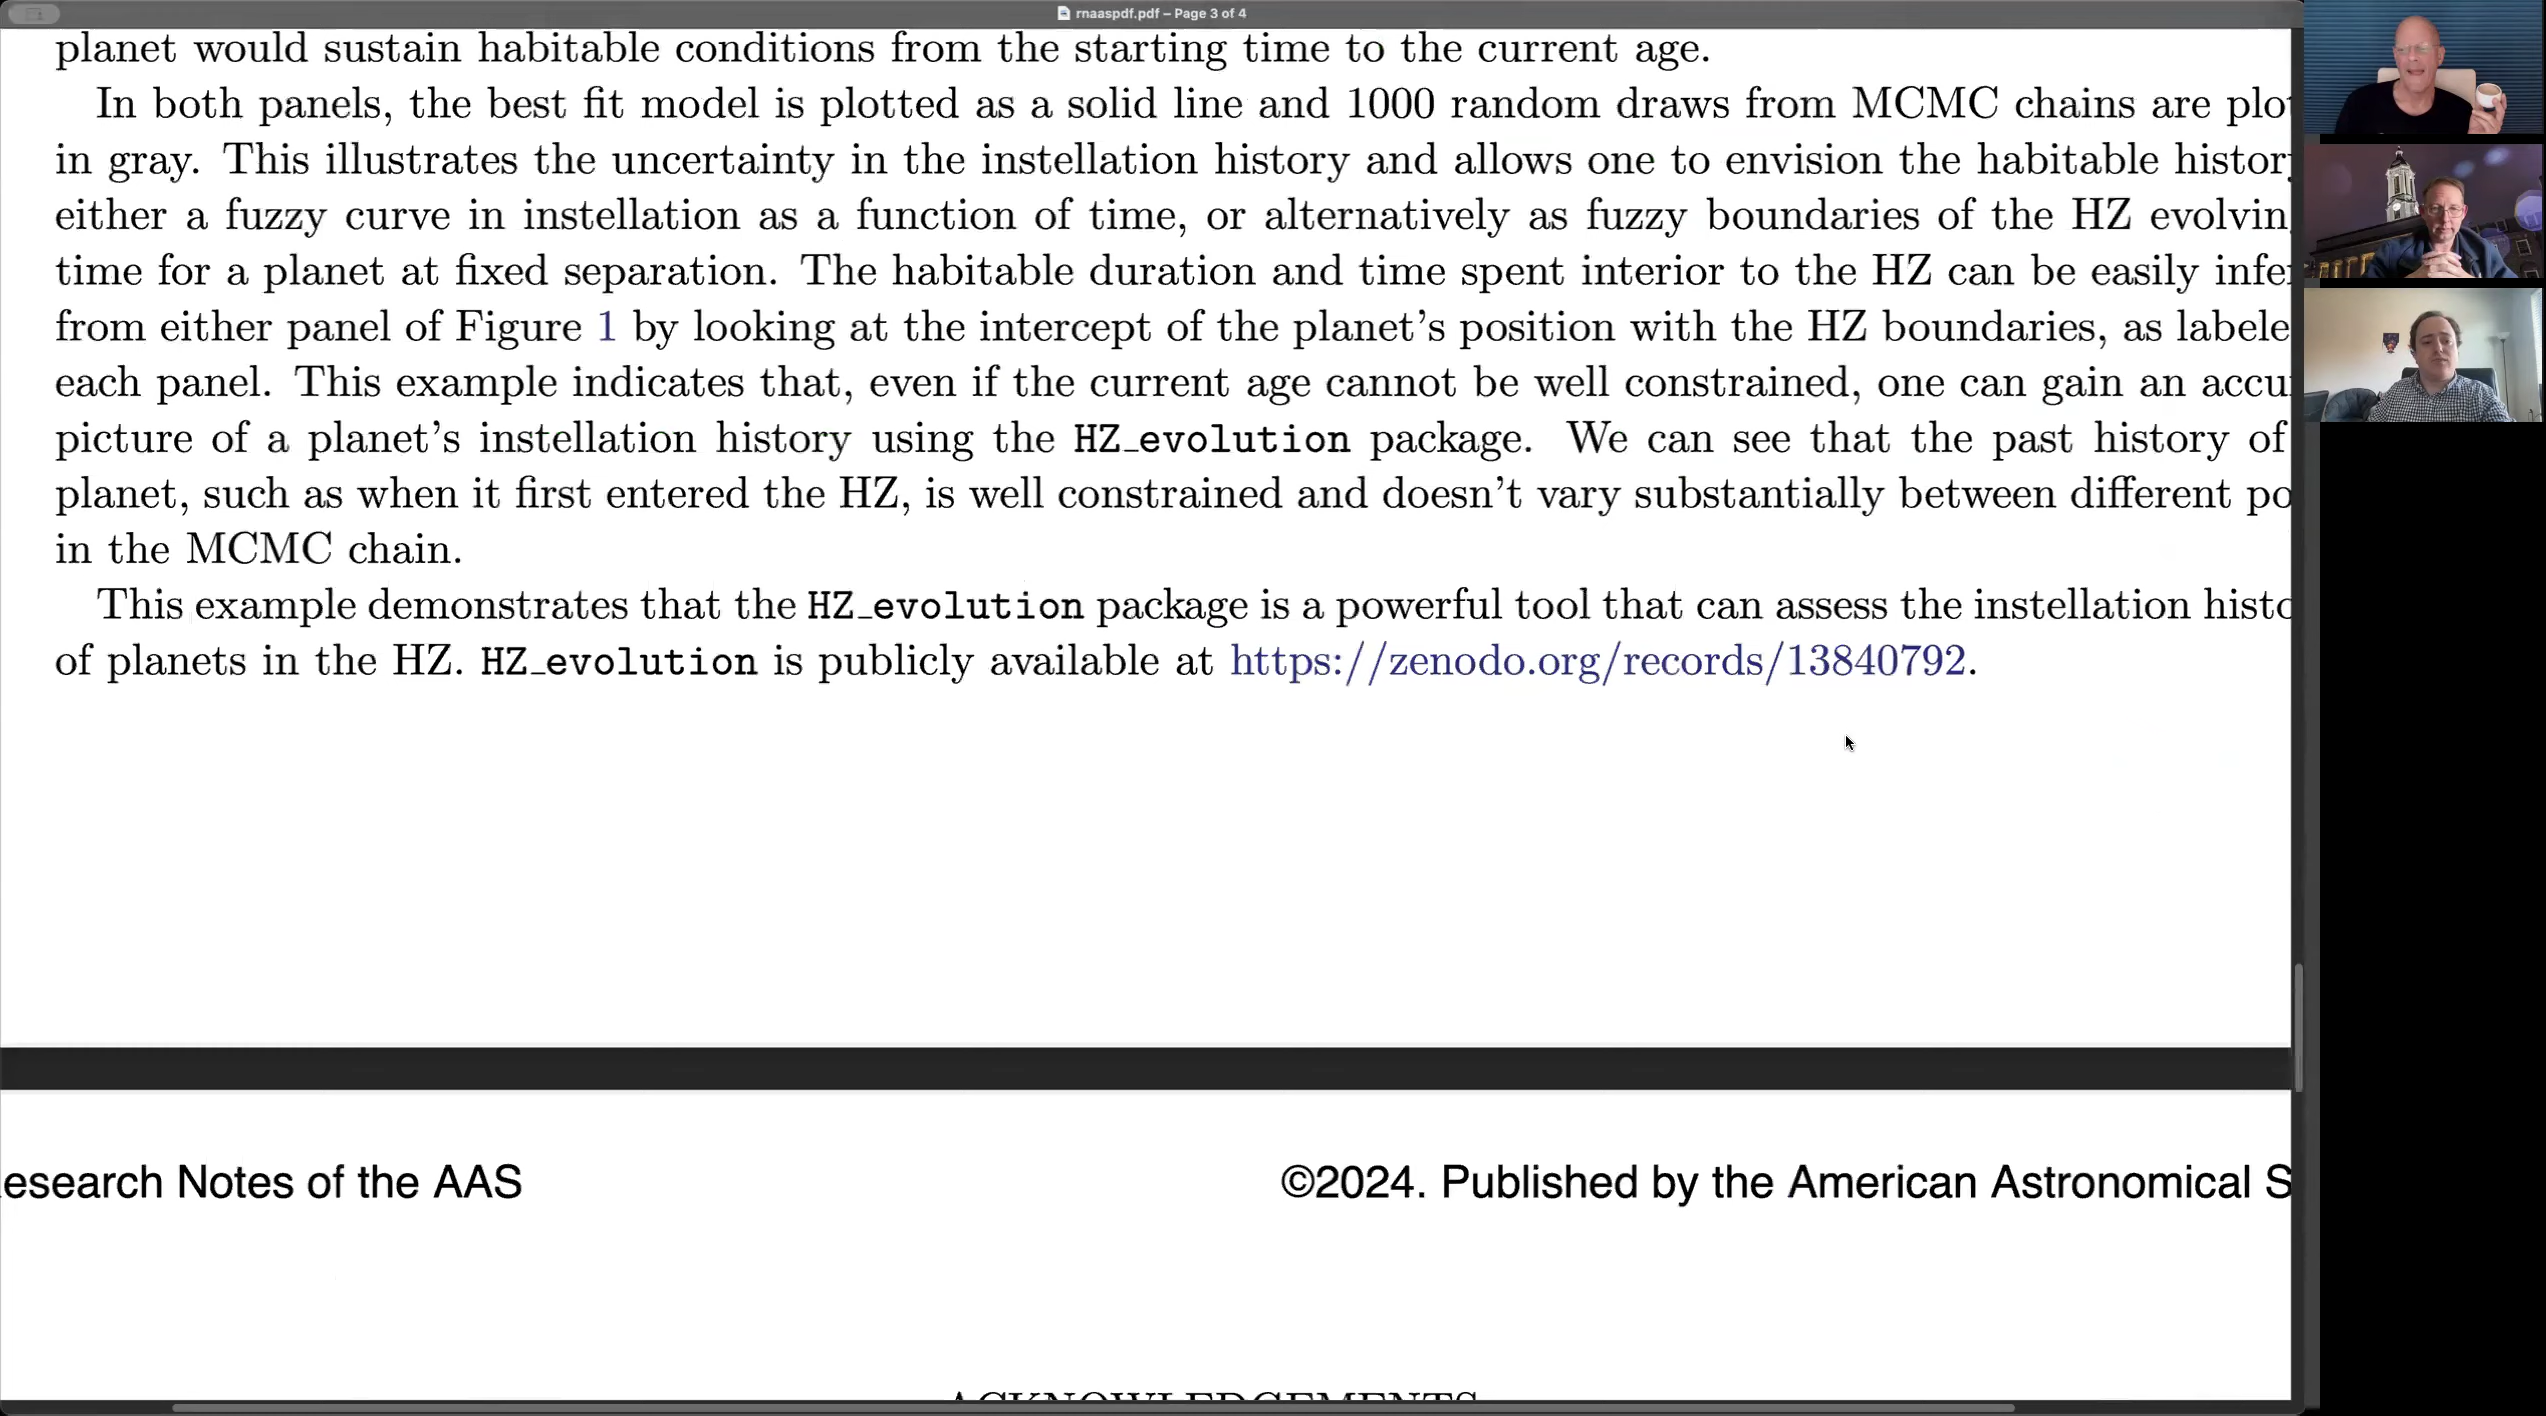 rnaaspdf.pdf – Page 3 of 4
planet would sustain habitable conditions from the starting time to the current age.
In both panels, the best fit model is plotted as a solid line and 1000 random draws from MCMC chains are plot
in gray. This illustrates the uncertainty in the instellation history and allows one to envision the habitable history
either a fuzzy curve in instellation as a function of time, or alternatively as fuzzy boundaries of the HZ evolvin
time for a planet at fixed separation. The habitable duration and time spent interior to the HZ can be easily infer
from either panel of Figure 1 by looking at the intercept of the planet's position with the HZ boundaries, as labele
each panel. This example indicates that, even if the current age cannot be well constrained, one can gain an accur
picture of a planet's instellation history using the HZ_evolution package. We can see that the past history of
planet, such as when it first entered the HZ, is well constrained and doesn't vary substantially between different po
in the MCMC chain.
This example demonstrates that the HZ_evolution package is a powerful tool that can assess the instellation histo
of planets in the HZ. HZ_evolution is publicly available at https://zenodo.org/records/13840792.
esearch Notes of the AAS
©2024. Published by the American Astronomical S
ACKNOWLEDGEMENTS